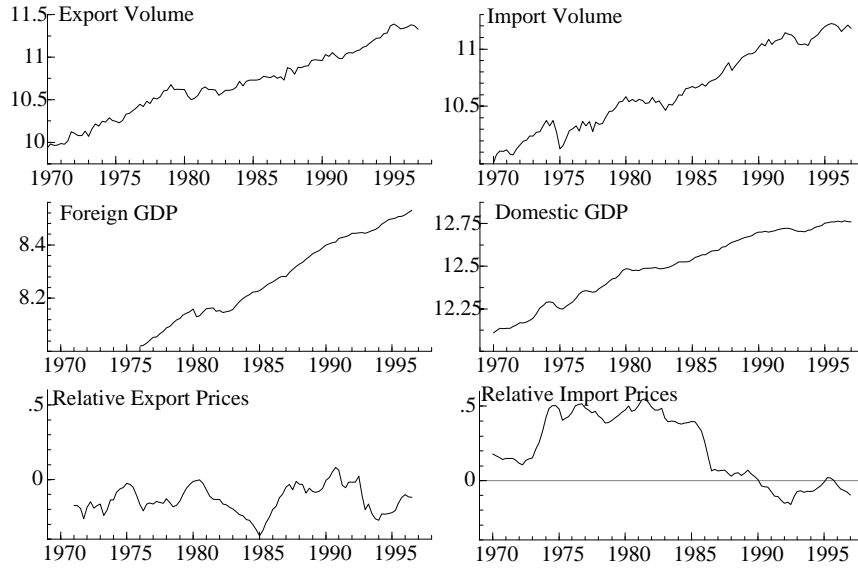 Export Volume
11.5
11
10.5
10
1970 1975 1980 1985 1990 1995
Import Volume
11
10.5
1970 1975 1980 1985 1990 1995
Foreign GDP
8.4
8.2
1970 1975 1980 1985 1990 1995
Domestic GDP
12.75
12.5
12.25
1970 1975 1980 1985 1990 1995
Relative Export Prices
.5
0
1970 1975 1980 1985 1990 1995
Relative Import Prices
.5
0
1970 1975 1980 1985 1990 1995